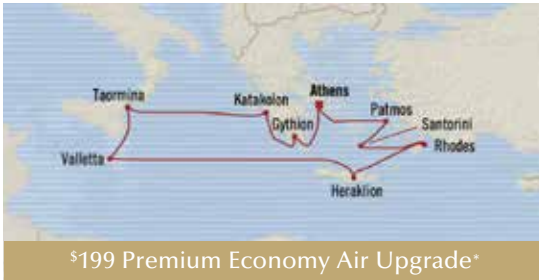 Athens
Taormina
Katakolon
Patmos
Gythion
Santorini
Rhodes
Valletta
Heraklion
$199 Premium Economy Air Upgrade*